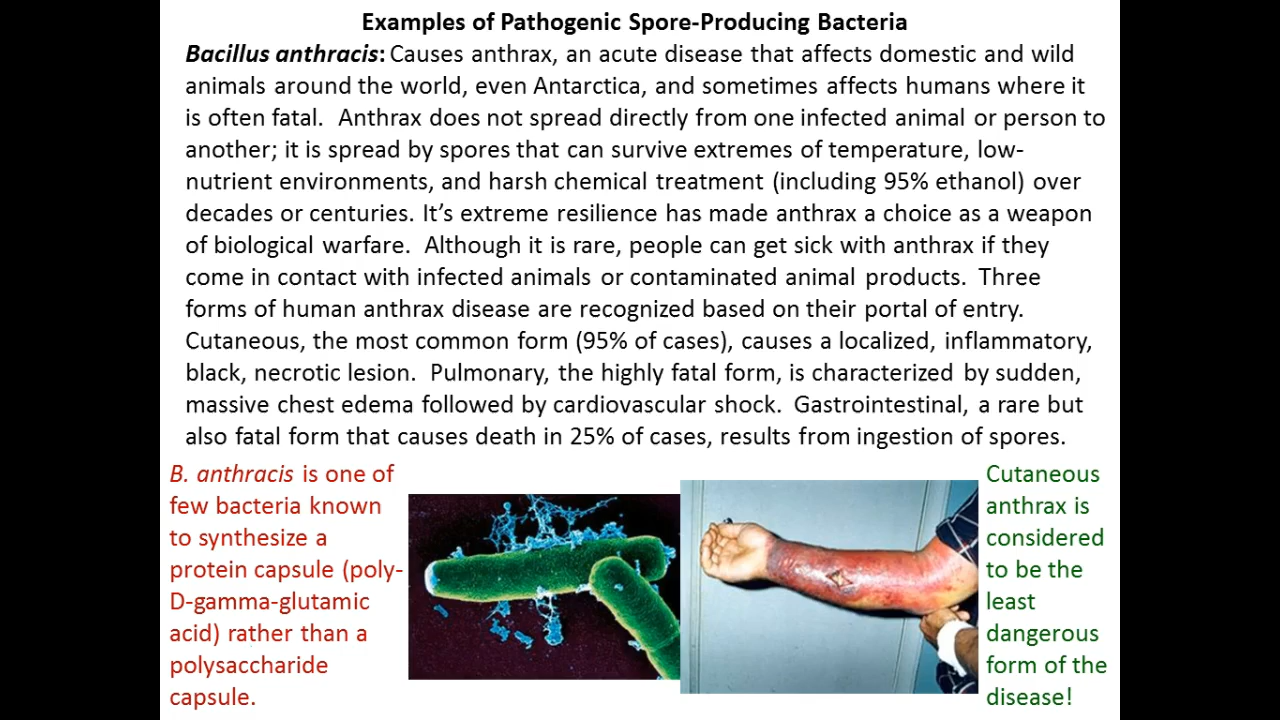 Examples of Pathogenic Spore-Producing Bacteria
Bacillus anthracis: Causes anthrax, an acute disease that affects domestic and wild
animals around the world, even Antarctica, and sometimes affects humans where it
is often fatal.  Anthrax does not spread directly from one infected animal or person to
another; it is spread by spores that can survive extremes of temperature, low-
nutrient environments, and harsh chemical treatment (including 95% ethanol) over
decades or centuries. It’s extreme resilience has made anthrax a choice as a weapon
of biological warfare.  Although it is rare, people can get sick with anthrax if they
come in contact with infected animals or contaminated animal products.  Three
forms of human anthrax disease are recognized based on their portal of entry.
Cutaneous, the most common form (95% of cases), causes a localized, inflammatory,
black, necrotic lesion.  Pulmonary, the highly fatal form, is characterized by sudden,
massive chest edema followed by cardiovascular shock.  Gastrointestinal, a rare but
also fatal form that causes death in 25% of cases, results from ingestion of spores.
B. anthracis is one of
few bacteria known
to synthesize a
protein capsule (poly-
D-gamma-glutamic
acid) rather than a
polysaccharide
capsule.
Cutaneous
anthrax is
considered
to be the
least
dangerous
form of the
disease!